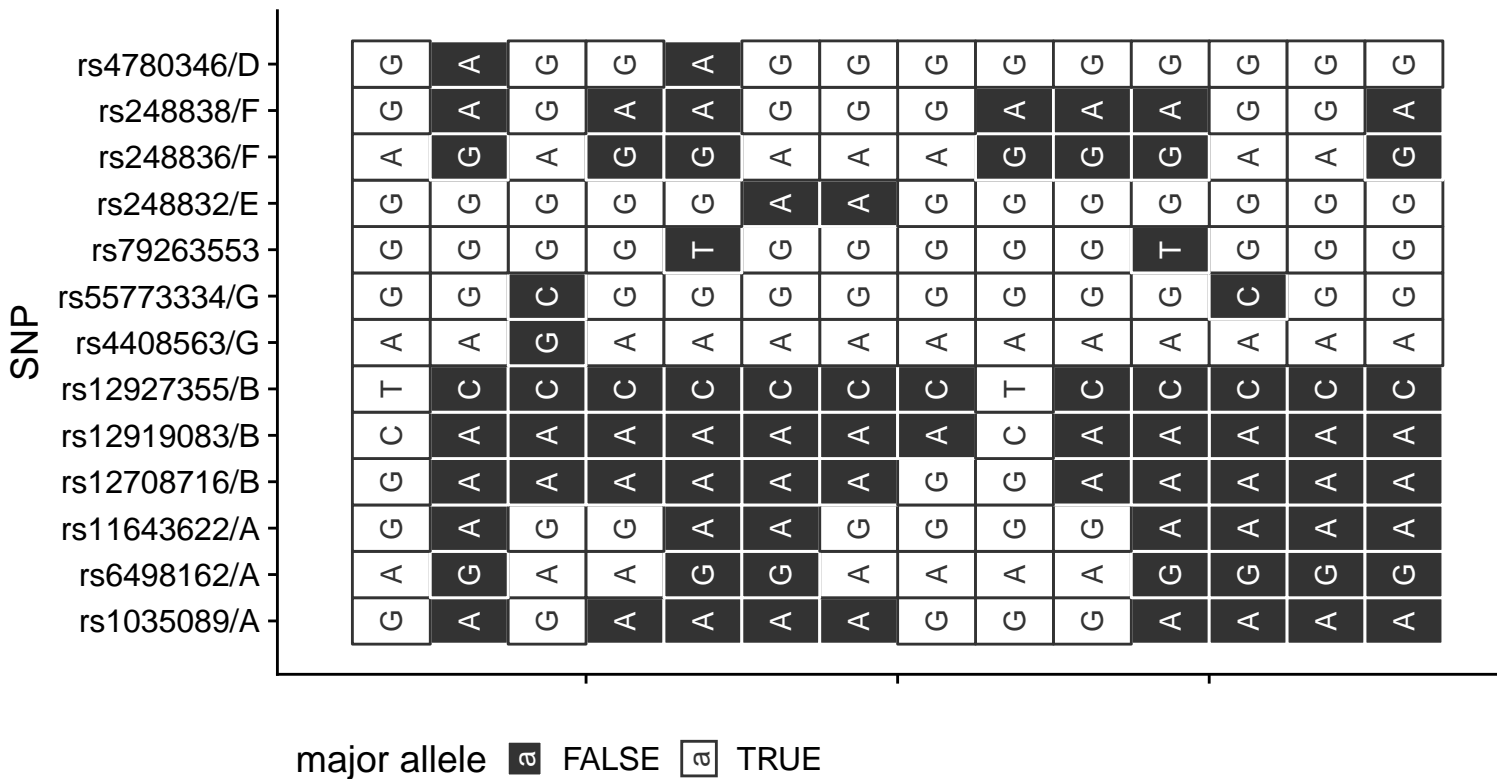 rs4780346/D G A G G A G G G G G G G G G
rs248838/F G A G A A G G G A A A G G A
rs248836/F A G A G G A A A G G G A A G
rs248832/E G G G G G A A G G G G G G G
rs79263553 G G G G T G G G G G T G G G
rs55773334/G G G C G G G G G G G G C G G
rs4408563/G A A G A A A A A A A A A A A
rs12927355/B T C C C C C C C T C C C C C
rs12919083/B C A A A A A A A C A A A A A
rs12708716/B G A A A A A A G G A A A A A
rs11643622/A G A G G A A G G G G A A A A
rs6498162/A A G A A G G A A A A G G G G
rs1035089/A G A G A A A A G G G A A A A
SNP
major allele a FALSE a TRUE